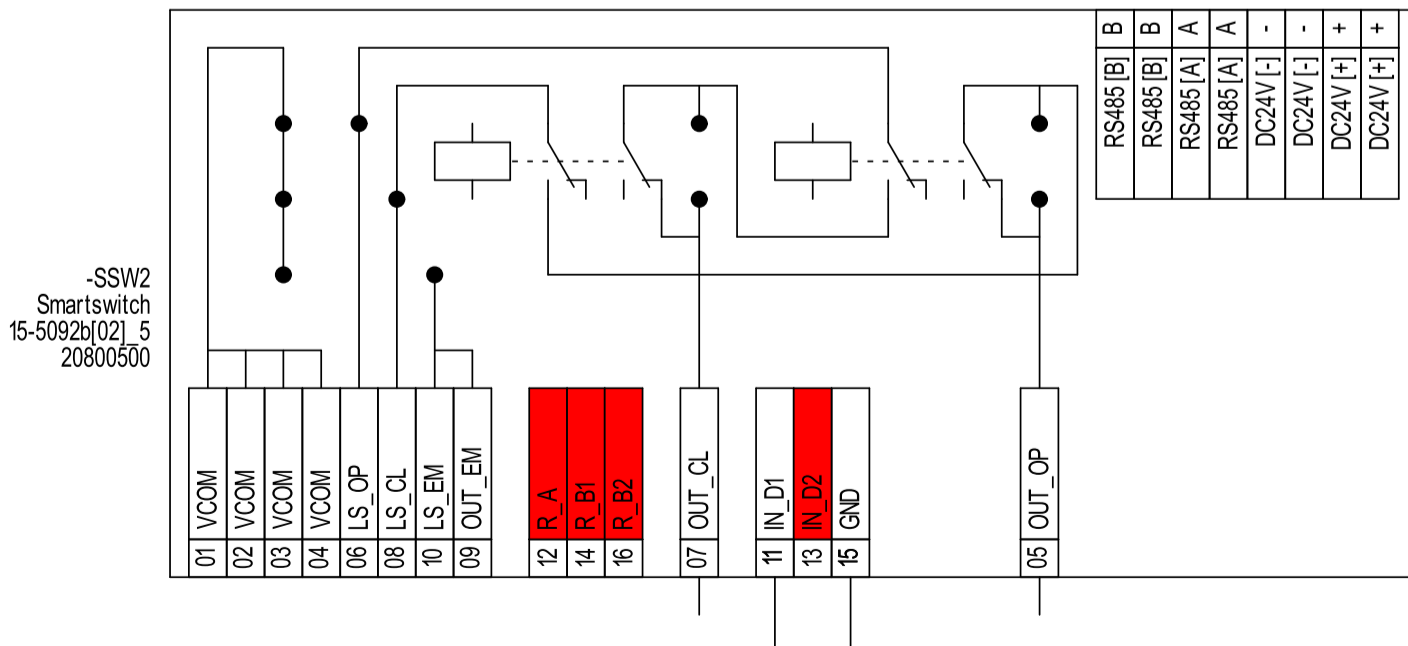 B
B
A
A
-
-
+
+
RS485 [B]
RS485 [B]
RS485 [A]
RS485 [A]
DC24V [-]
DC24V [-]
DC24V [+]
DC24V [+]
-SSW2
Smartswitch
15-5092b[02]_5
20800500
VCOM
VCOM
VCOM
VCOM
LS_OP
LS_CL
LS_EM
OUT_EM
R_A
R_B1
R_B2
OUT_CL
IN_D1
IN_D2
GND
OUT_OP
01
02
03
04
06
08
10
09
12
14
16
07
11
13
15
05